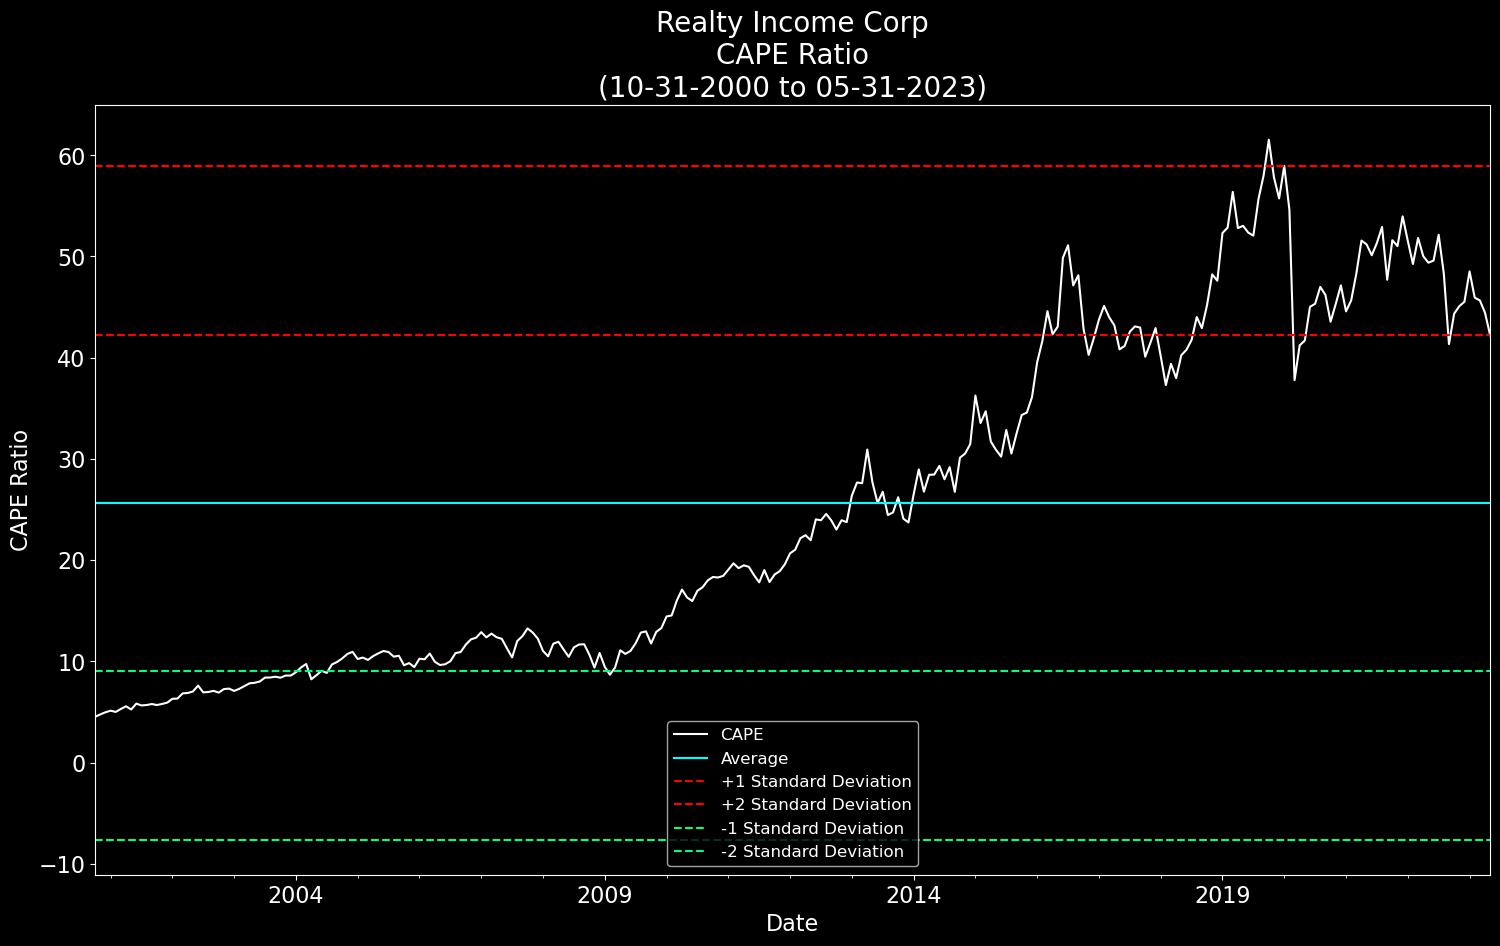 Realty Income Corp
CAPE Ratio
(10-31-2000 to 05-31-2023)
60
50
40
30
20
10
0
−10
CAPE Ratio
2004
2009
2014
2019
Date
CAPE
Average
+1 Standard Deviation
+2 Standard Deviation
-1 Standard Deviation
-2 Standard Deviation